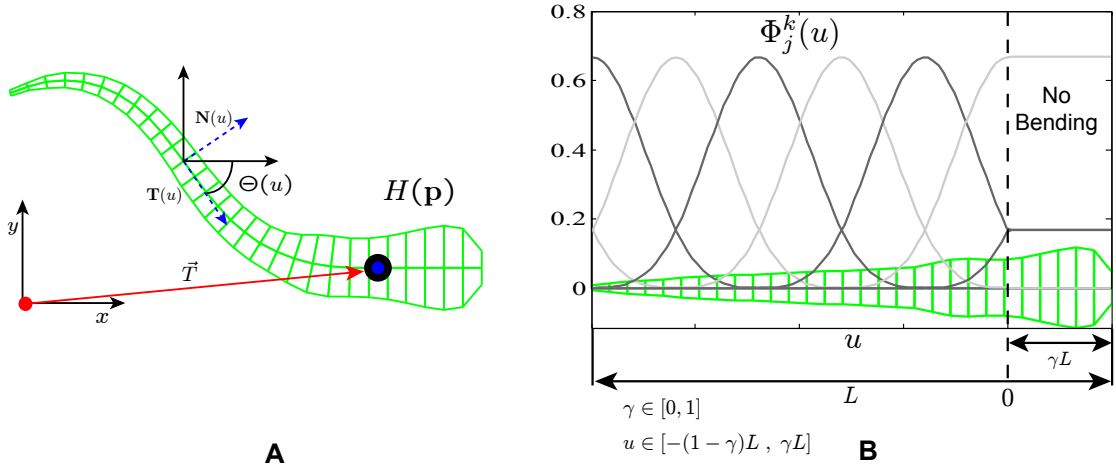 N(u)
Θ(u)
T(u)
H(p)
y
T⃗
x
A
0.8
0.6
0.4
0.2
0
Φ_j^k(u)
No
Bending
u
γL
L
0
γ ∈ [0, 1]
u ∈ [−(1 − γ)L , γL]
B